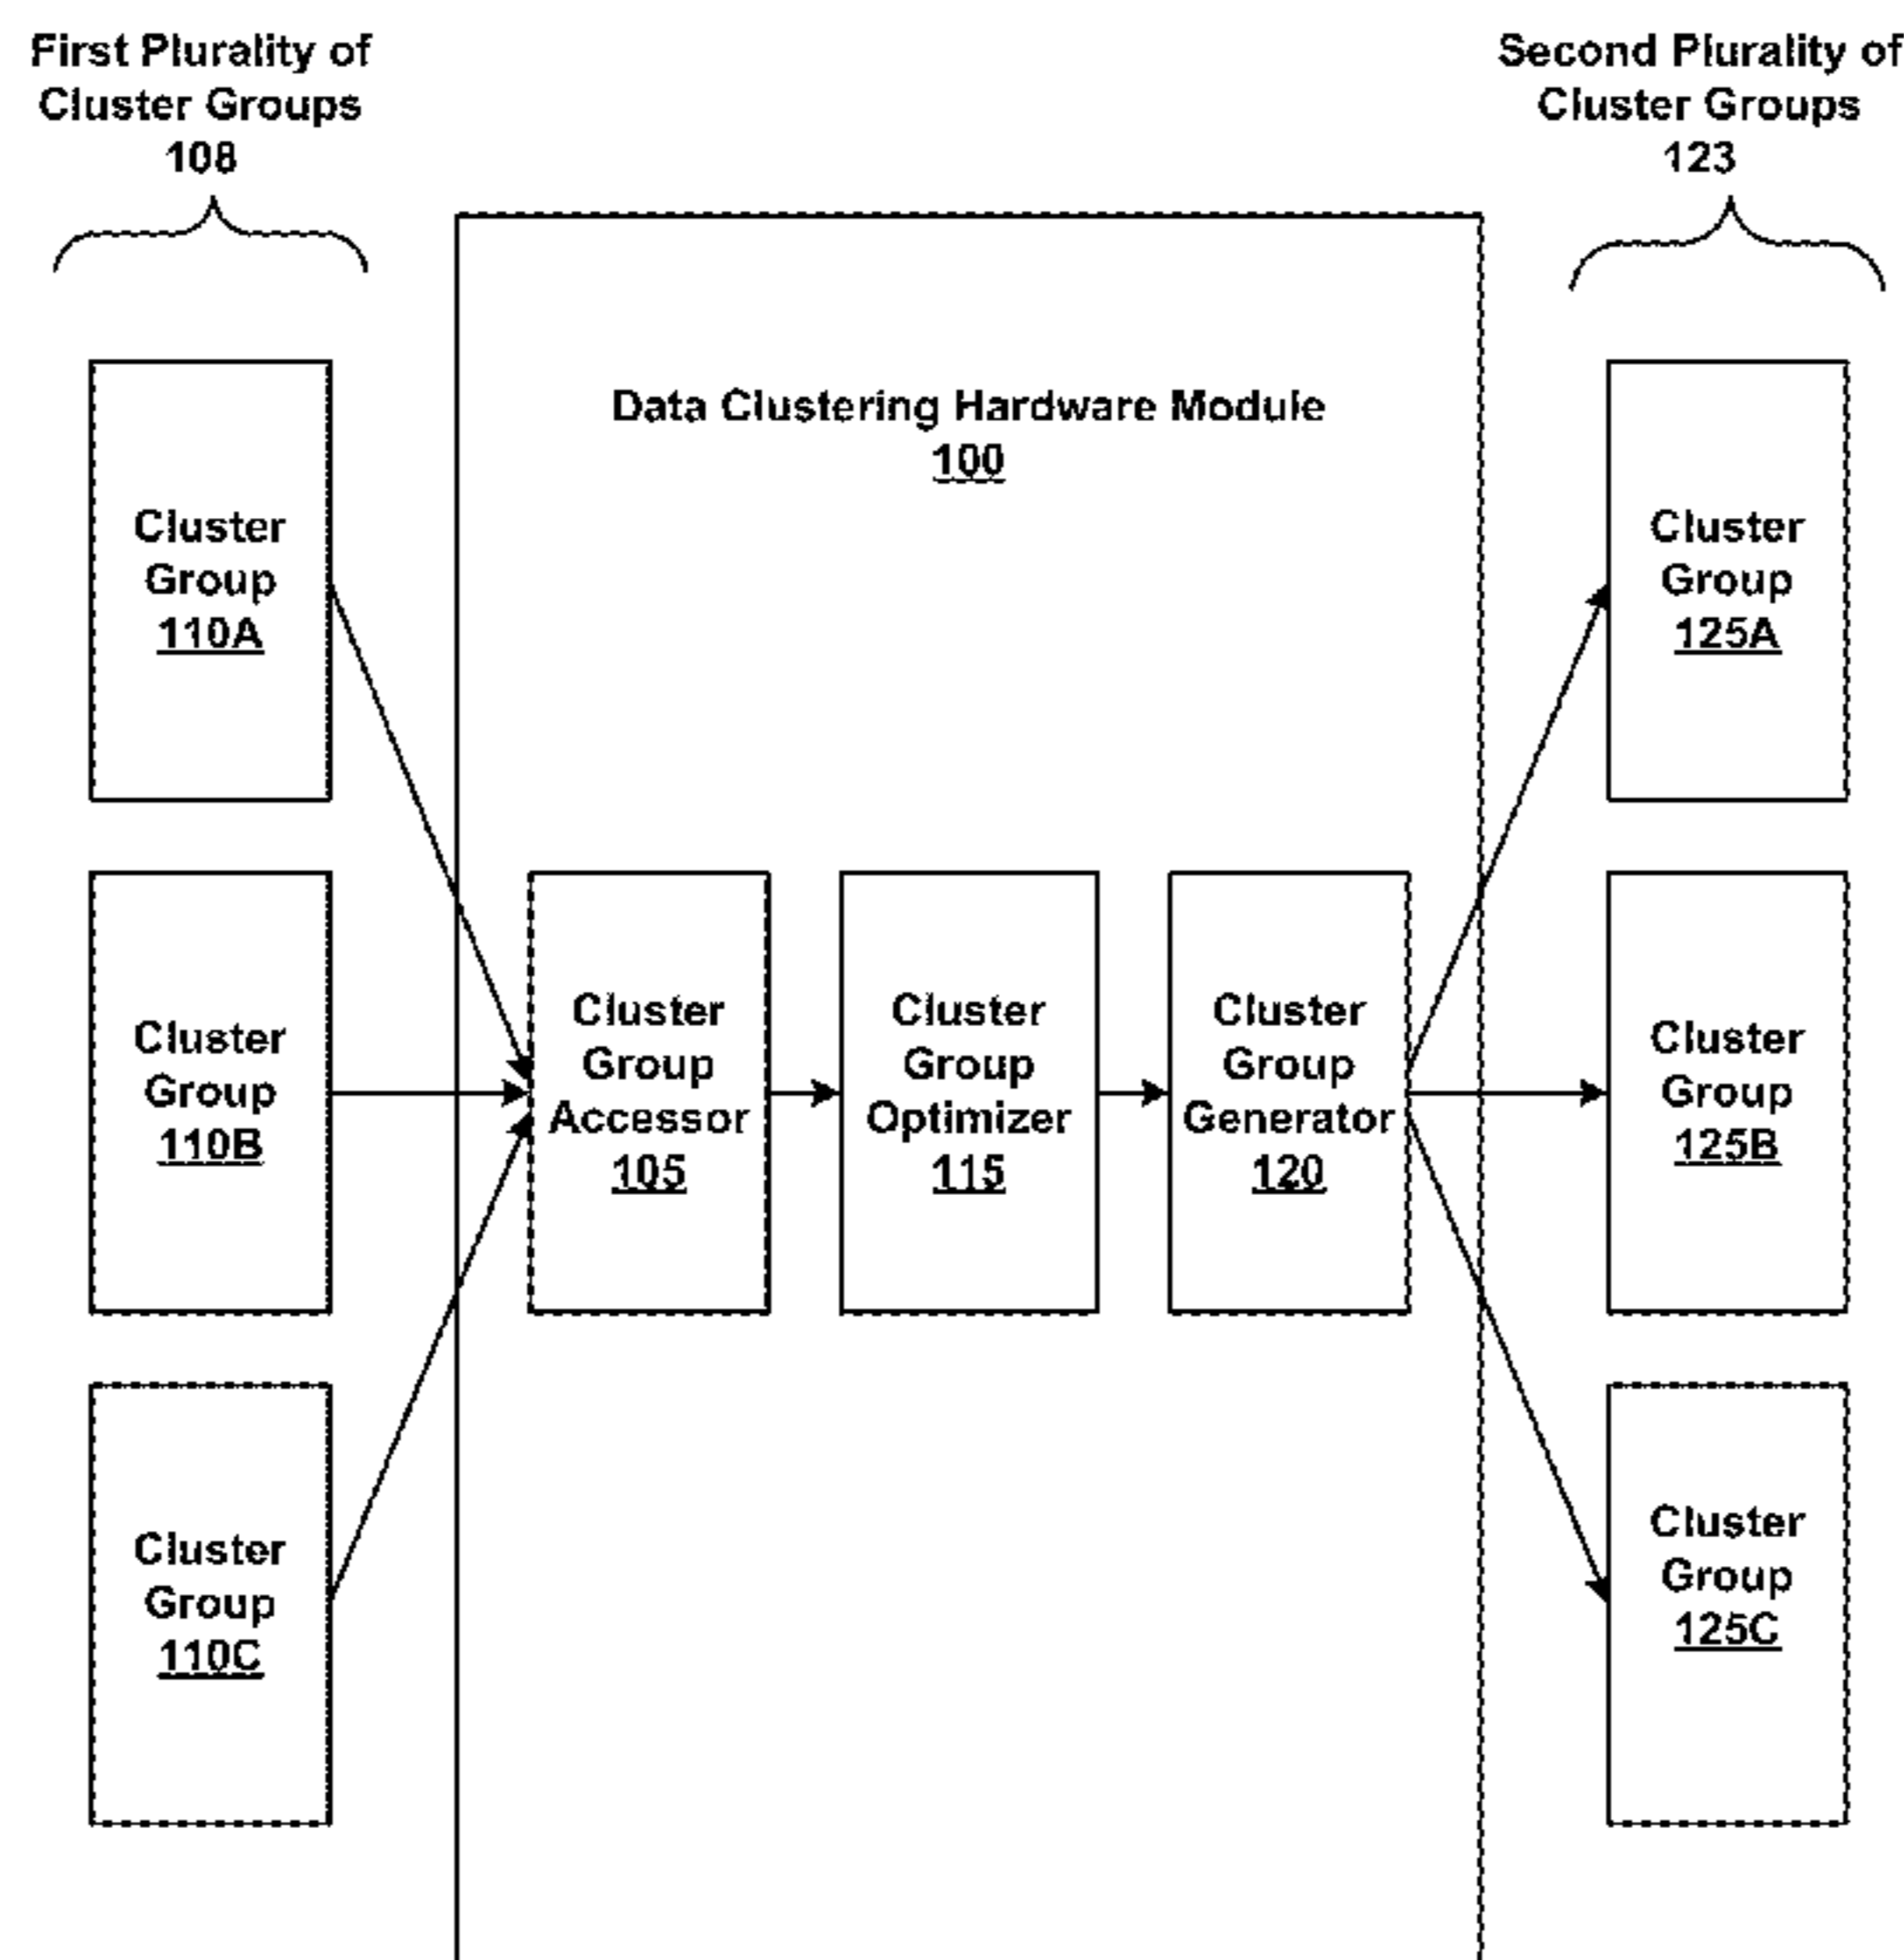 First Plurality of
Cluster Groups
108
Second Plurality of
Cluster Groups
123
Data Clustering Hardware Module
100
Cluster
Group
110A
Cluster
Group
110B
Cluster
Group
110C
Cluster
Group
Accessor
105
Cluster
Group
Optimizer
115
Cluster
Group
Generator
120
Cluster
Group
125A
Cluster
Group
125B
Cluster
Group
125C